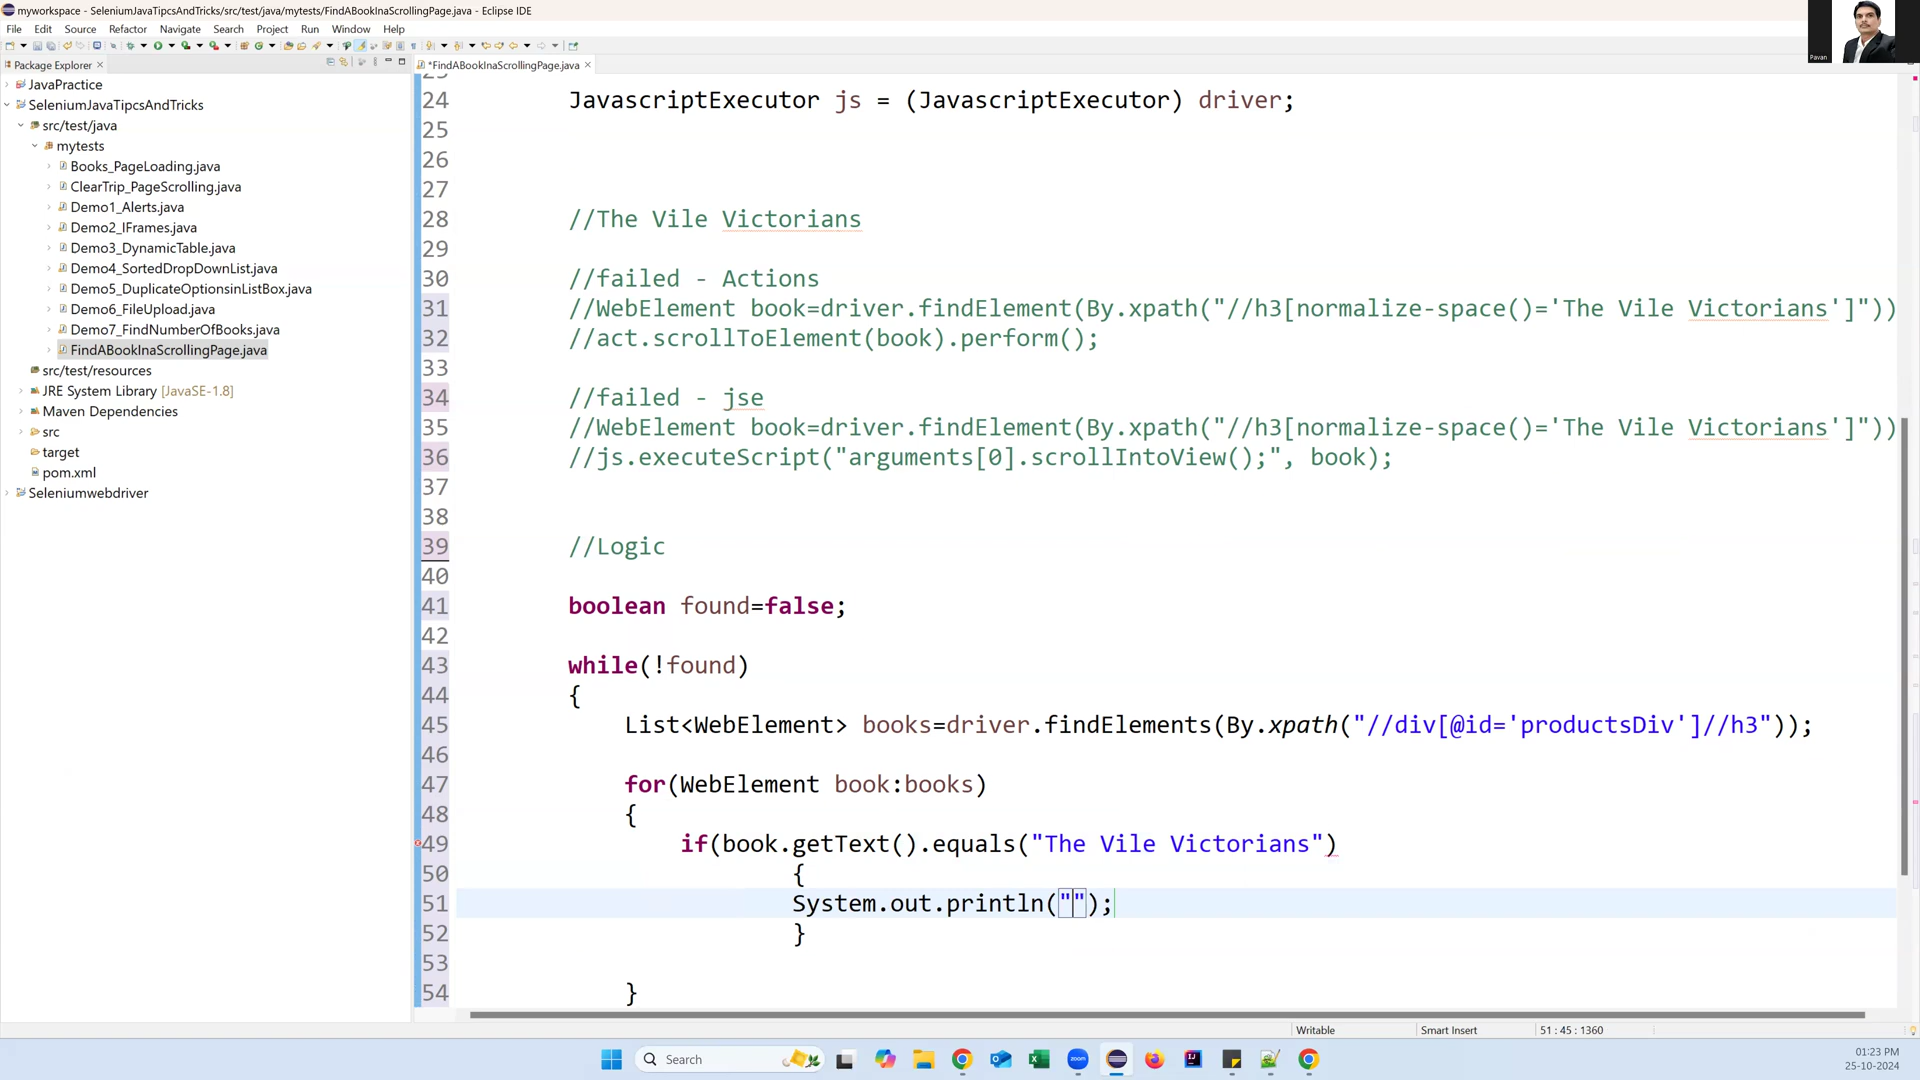 myworkspace - SeleniumJavaTipcsAndTricks/src/test/java/mytests/FindABookInaScrollingPage.java - Eclipse IDE
File Edit Source Refactor Navigate Search Project Run Window Help
Package Explorer
*FindABookInaScrollingPage.java
Pavan
JavaPractice
SeleniumJavaTipcsAndTricks
src/test/java
mytests
Books_PageLoading.java
ClearTrip_PageScrolling.java
Demo1_Alerts.java
Demo2_IFrames.java
Demo3_DynamicTable.java
Demo4_SortedDropDownList.java
Demo5_DuplicateOptionsinListBox.java
Demo6_FileUpload.java
Demo7_FindNumberOfBooks.java
FindABookInaScrollingPage.java
src/test/resources
JRE System Library [JavaSE-1.8]
Maven Dependencies
src
target
pom.xml
Seleniumwebdriver
24 JavascriptExecutor js = (JavascriptExecutor) driver;
25
26
27
28 //The Vile Victorians
29
30 //failed - Actions
31 //WebElement book=driver.findElement(By.xpath("//h3[normalize-space()='The Vile Victorians']"))
32 //act.scrollToElement(book).perform();
33
34 //failed - jse
35 //WebElement book=driver.findElement(By.xpath("//h3[normalize-space()='The Vile Victorians']"))
36 //js.executeScript("arguments[0].scrollIntoView();", book);
37
38
39 //Logic
40
41 boolean found=false;
42
43 while(!found)
44 {
45 List<WebElement> books=driver.findElements(By.xpath("//div[@id='productsDiv']//h3"));
46
47 for(WebElement book:books)
48 {
49 if(book.getText().equals("The Vile Victorians")
50 {
51 System.out.println("");
52 }
53
54 }
Writable Smart Insert 51 : 45 : 1360
Search
zoom
01:23 PM
25-10-2024